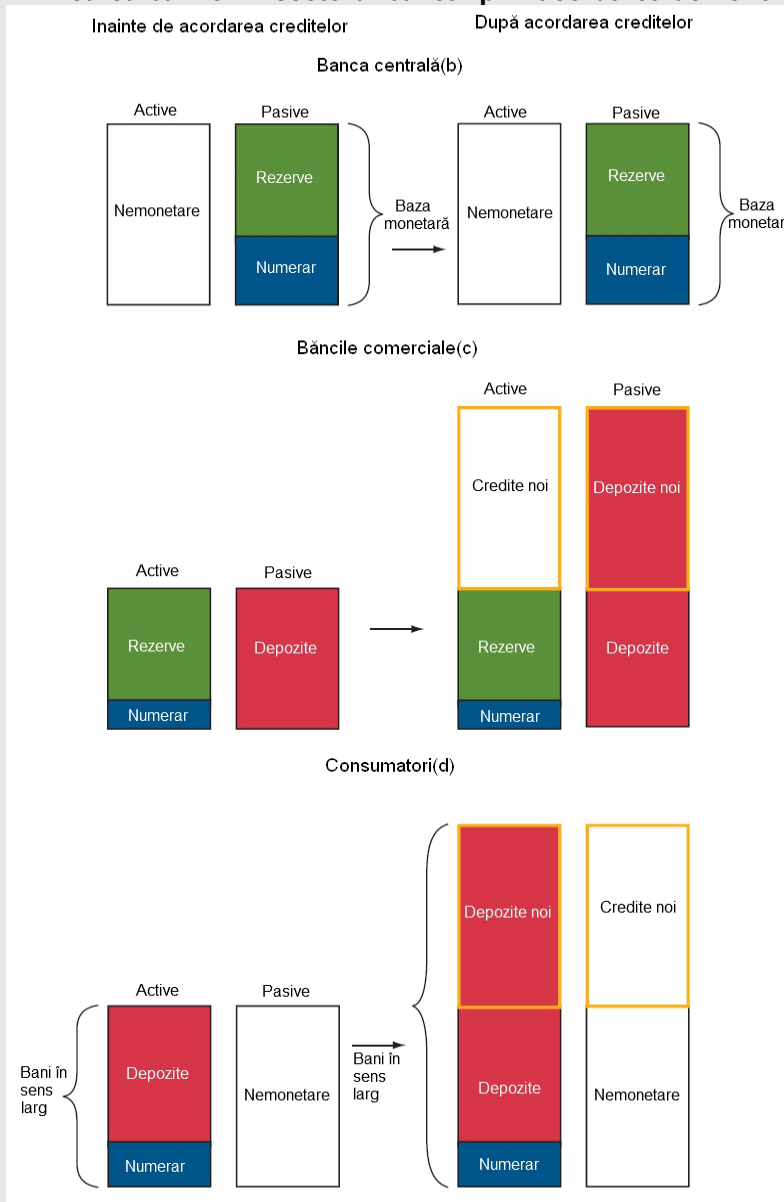 Inainte de acordarea creditelor
După acordarea creditelor
Banca centrală(b)
Active
Pasive
Active
Pasive
Nemonetare
Rezerve
Numerar
Baza
monetară
Nemonetare
Rezerve
Numerar
Baza
monetar
Băncile comerciale(c)
Active
Pasive
Credite noi
Depozite noi
Active
Pasive
Rezerve
Numerar
Depozite
Rezerve
Numerar
Depozite
Consumatori(d)
Depozite noi
Credite noi
Active
Pasive
Bani în
sens
larg
Depozite
Numerar
Nemonetare
Bani în
sens
larg
Depozite
Numerar
Nemonetare